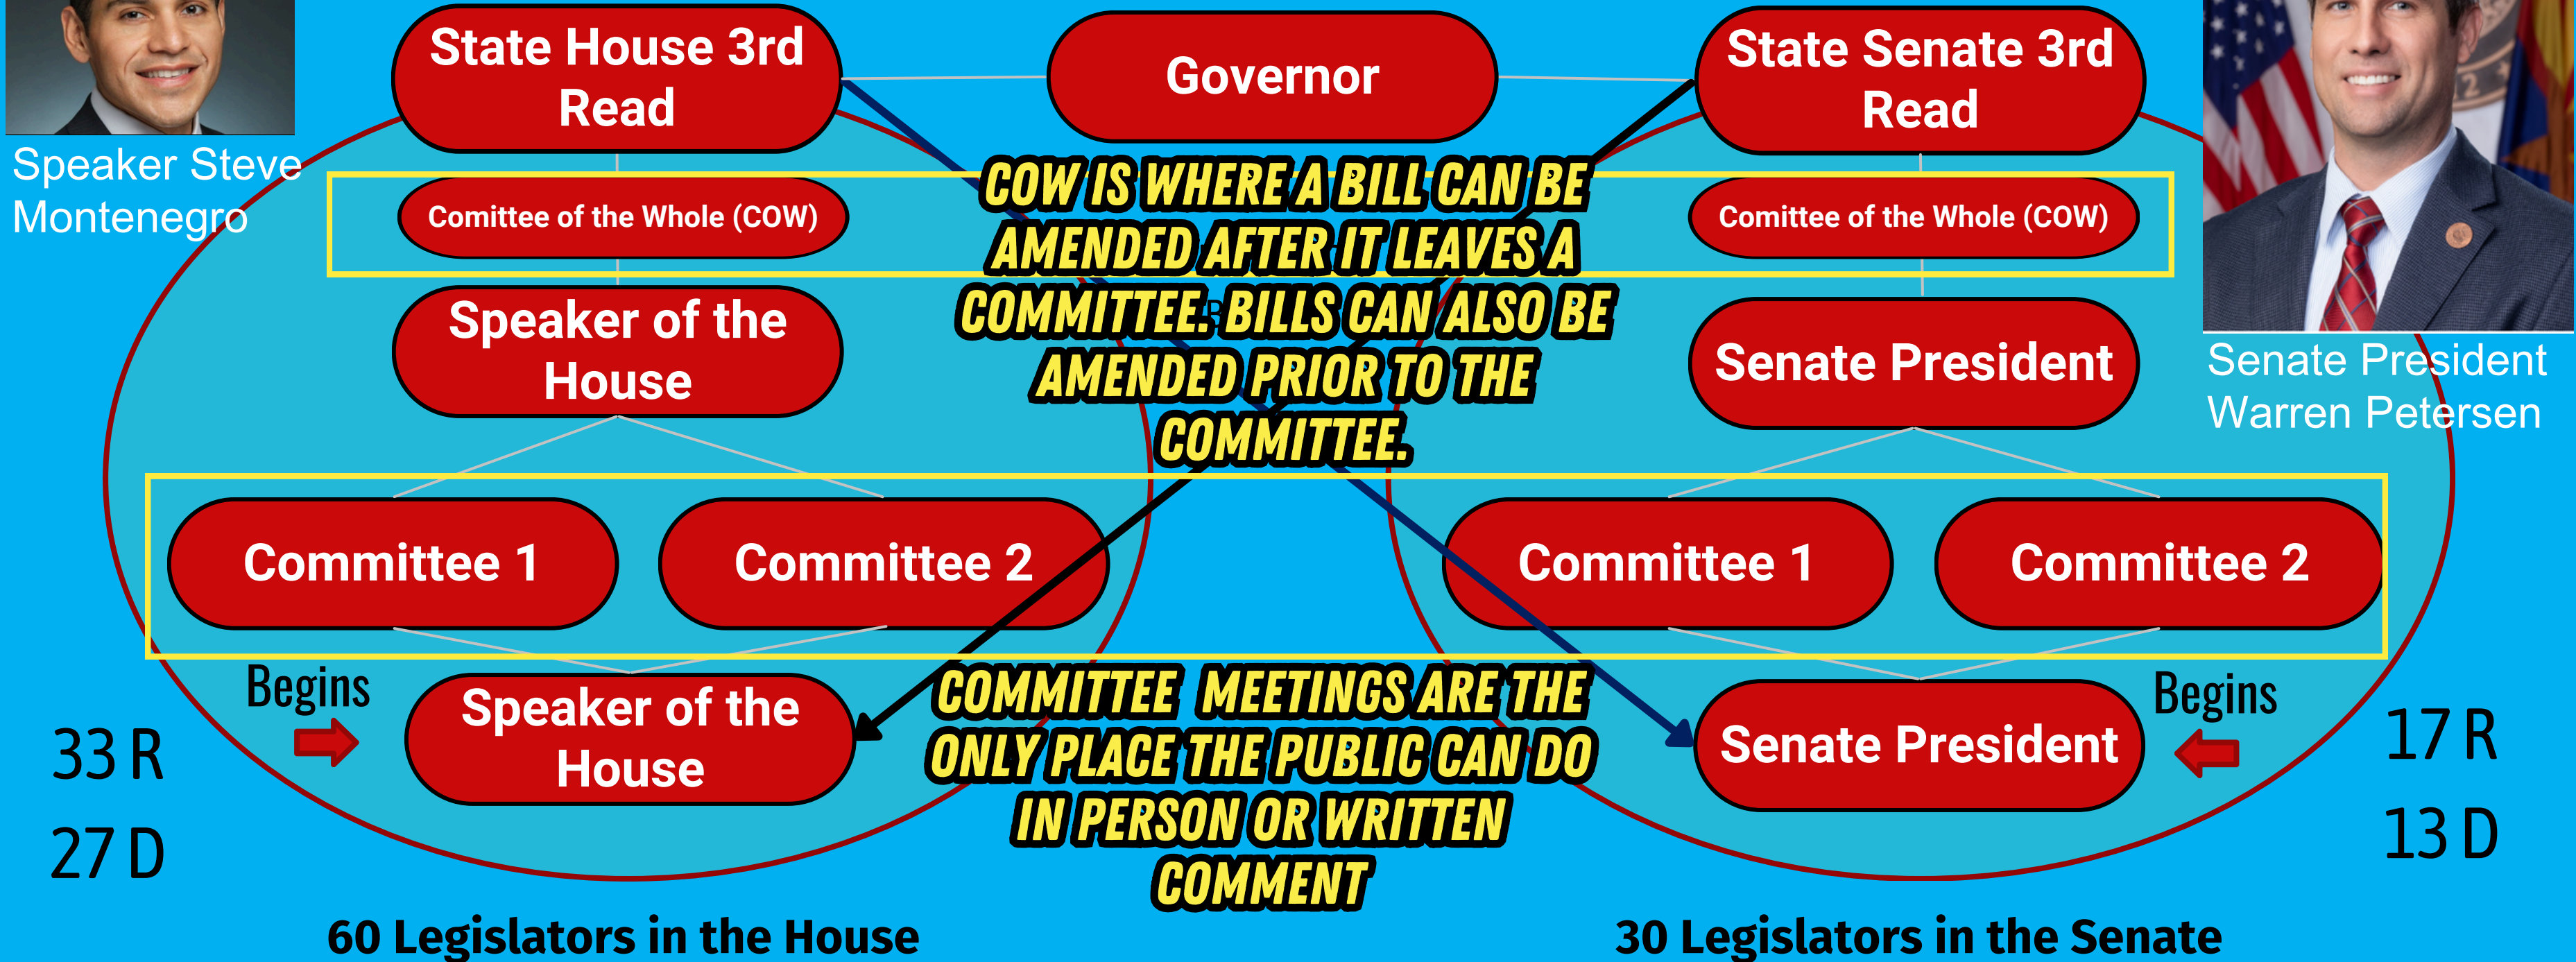 State House 3rd
Read
Governor
State Senate 3rd
Read
Speaker Steve
Montenegro
Comittee of the Whole (COW)
COW IS WHERE A BILL CAN BE
AMENDED AFTER IT LEAVES A
COMMITTEE. BILLS CAN ALSO BE
AMENDED PRIOR TO THE
COMMITTEE.
Comittee of the Whole (COW)
Speaker of the
House
Senate President
Senate President
Warren Petersen
Committee 1
Committee 2
Committee 1
Committee 2
Begins
Speaker of the
House
COMMITTEE MEETINGS ARE THE
ONLY PLACE THE PUBLIC CAN DO
IN PERSON OR WRITTEN
COMMENT
Senate President
Begins
33 R
27 D
17 R
13 D
60 Legislators in the House
30 Legislators in the Senate